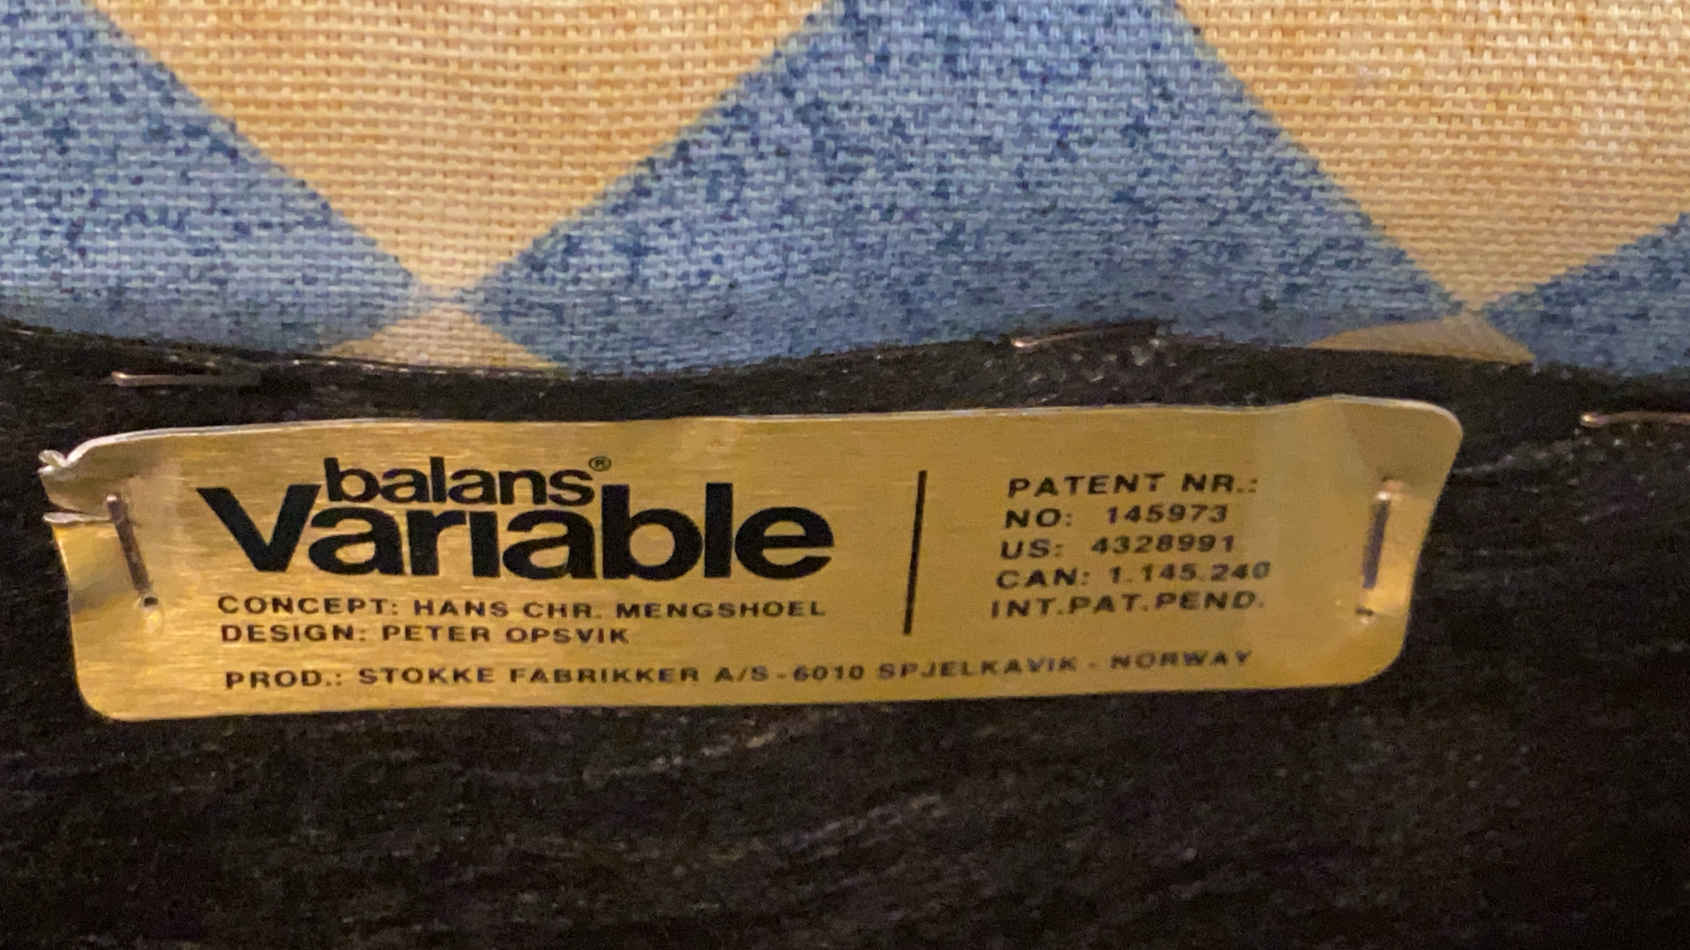 balans®
Variable
CONCEPT: HANS CHR. MENGSHOEL
DESIGN: PETER OPSVIK
PROD.: STOKKE FABRIKKER A/S - 6010 SPJELKAVIK - NORWAY
PATENT NR.:
NO: 145973
US: 4328991
CAN: 1.145.240
INT.PAT.PEND.